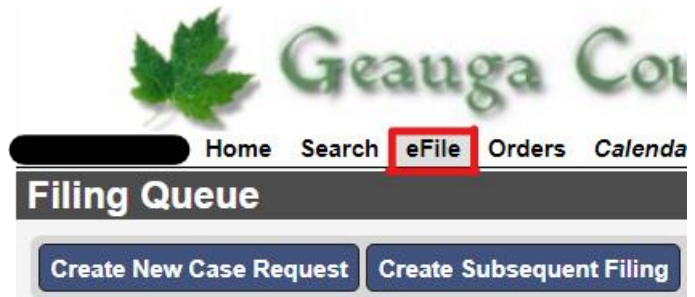 Geauga Cou
Home Search eFile Orders Calenda
Filing Queue
Create New Case Request Create Subsequent Filing